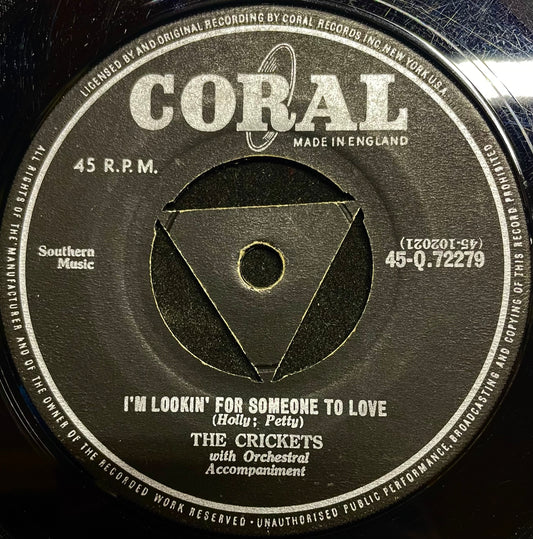 LICENSED BY AND ORIGINAL RECORDING BY CORAL RECORDS INC. NEW YORK U.S.A.
CORAL
MADE IN ENGLAND
45 R.P.M.
Southern
Music
(45-102021)
45-Q.72279
I'M LOOKIN' FOR SOMEONE TO LOVE
(Holly; Petty)
THE CRICKETS
with Orchestral
Accompaniment
ALL RIGHTS OF THE MANUFACTURER AND OF THE OWNER OF THE RECORDED WORK RESERVED - UNAUTHORISED PUBLIC PERFORMANCE, BROADCASTING AND COPYING OF THIS RECORD PROHIBITED